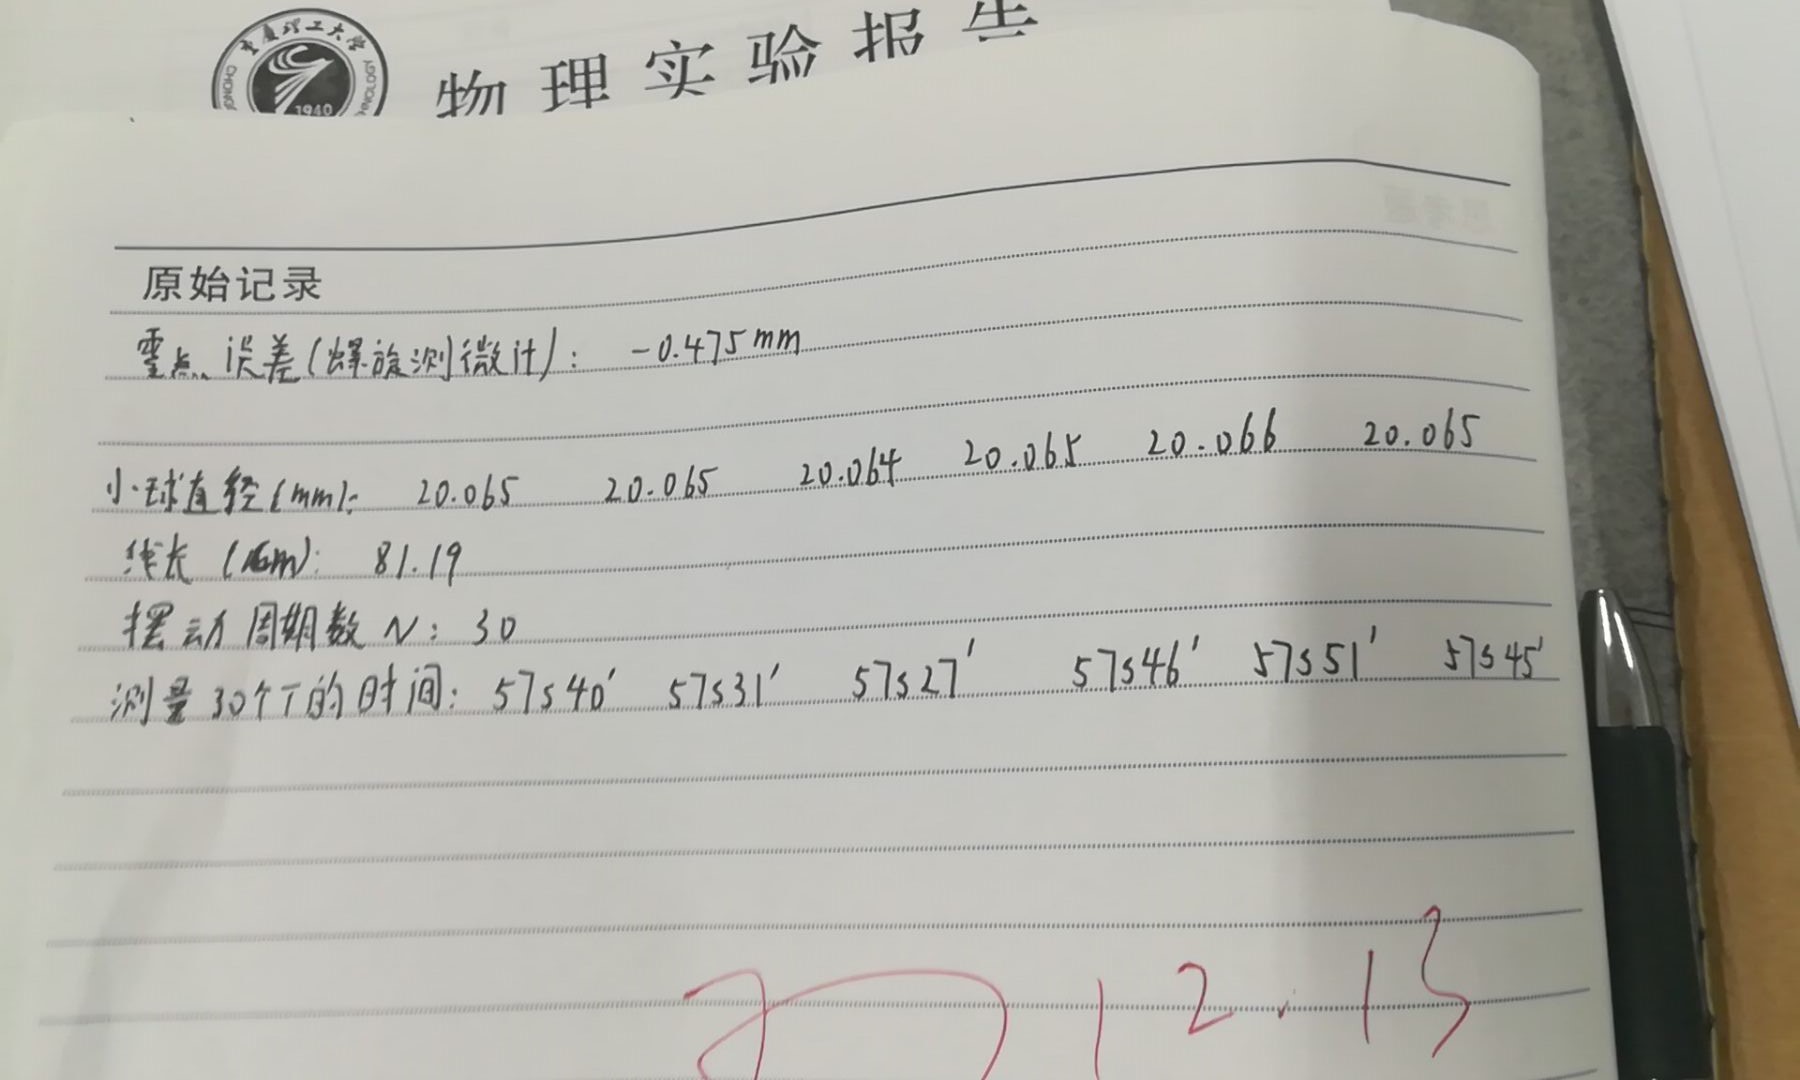 重庆理工大学
1940
物理实验报告
原始记录
零点误差(螺旋测微计): -0.475mm
小球直径(mm): 20.065 20.065 20.064 20.065 20.066 20.065
线长(cm): 81.19
摆动周期数N: 30
测量30个T的时间: 57s40' 57s31' 57s27' 57s46' 57s51' 57s45'
12.13